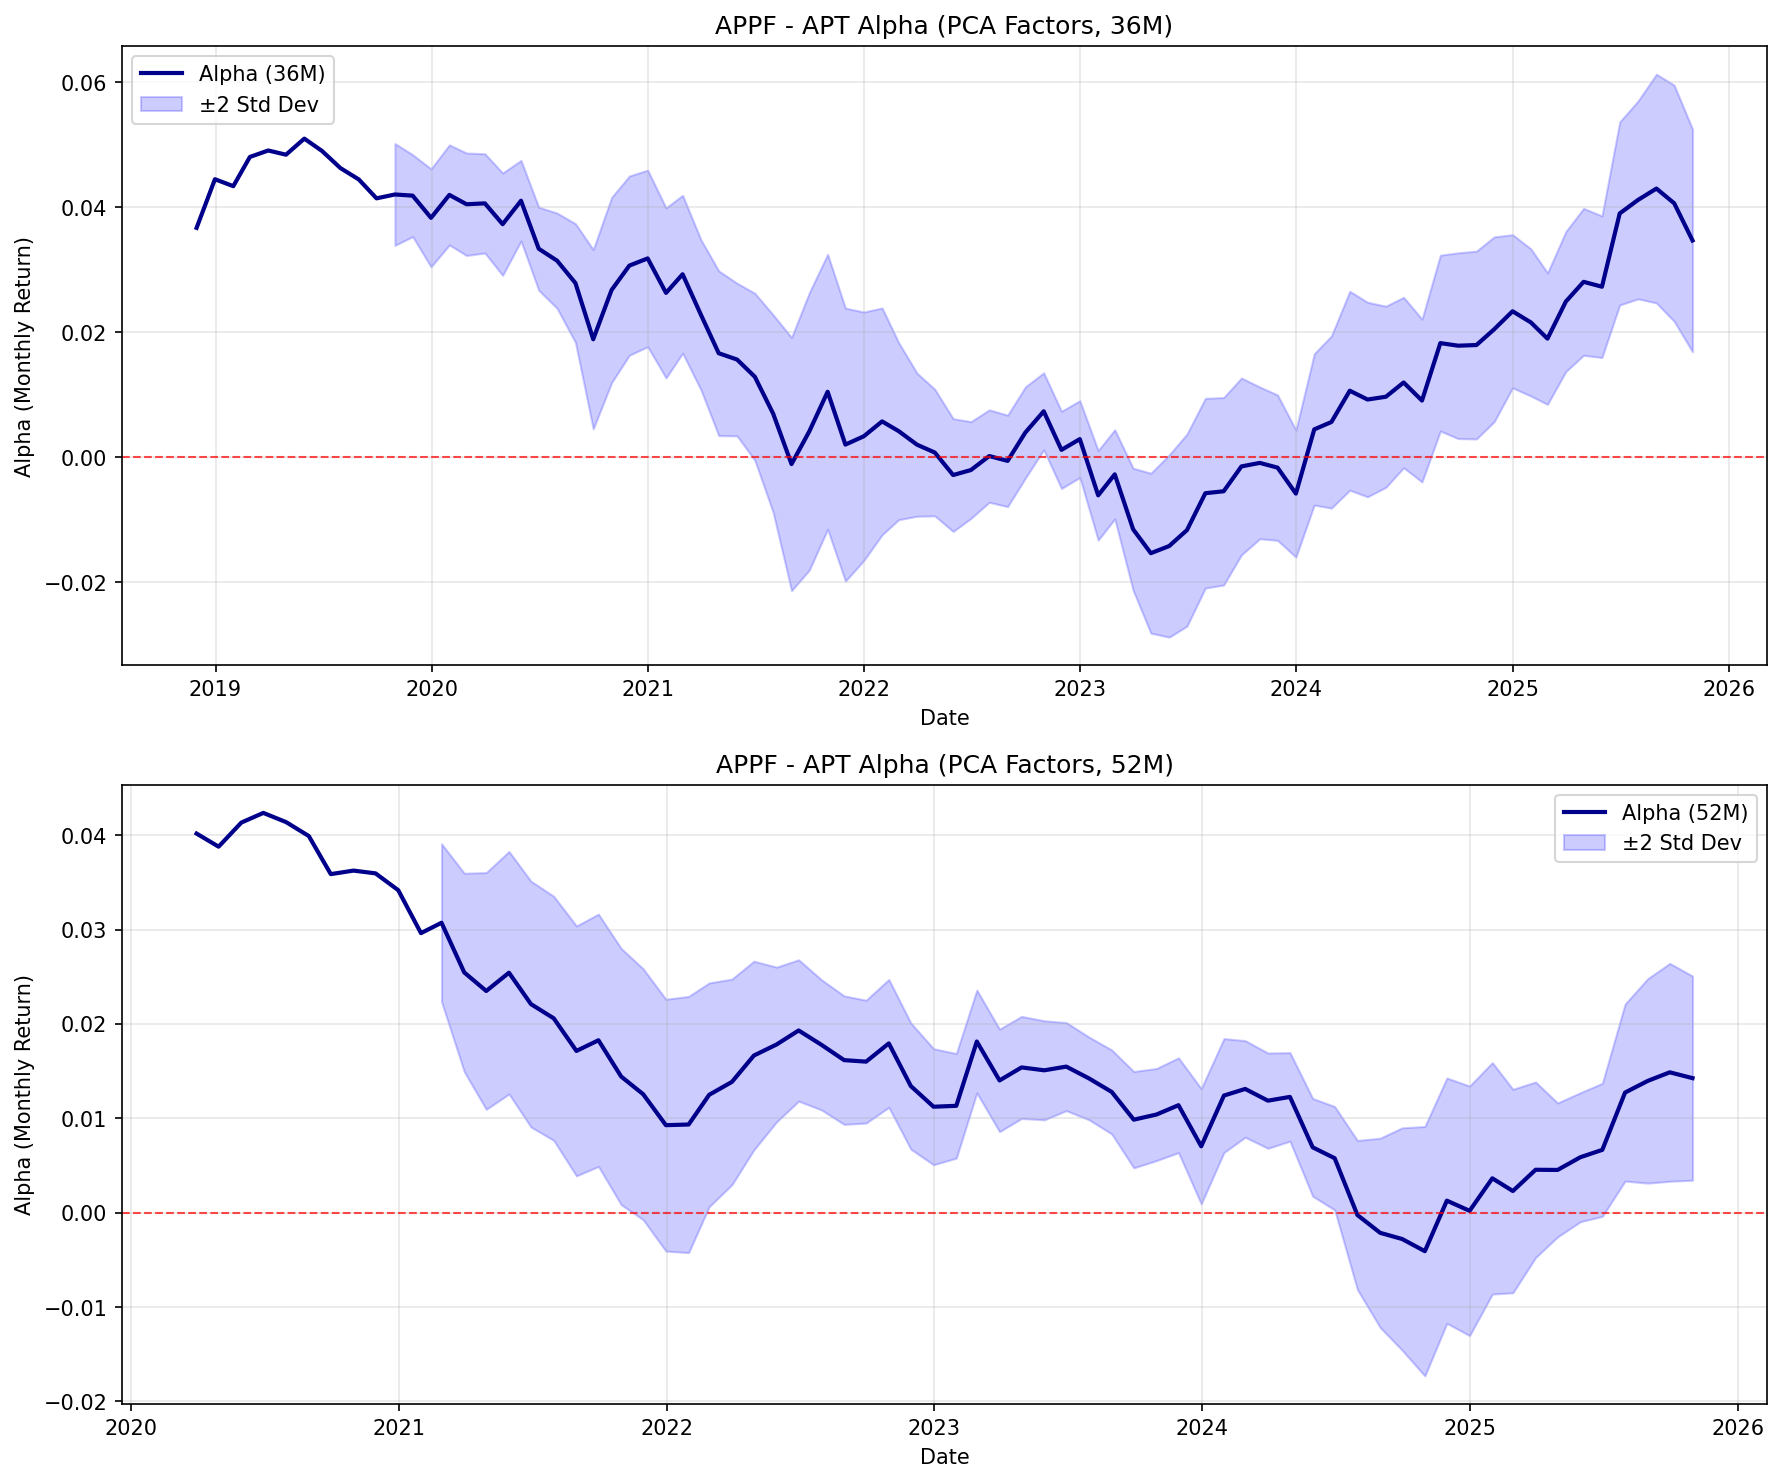 APPF - APT Alpha (PCA Factors, 36M)
Alpha (36M)
±2 Std Dev
Alpha (Monthly Return)
0.06
0.04
0.02
0.00
−0.02
2019 2020 2021 2022 2023 2024 2025 2026
Date
APPF - APT Alpha (PCA Factors, 52M)
Alpha (52M)
±2 Std Dev
Alpha (Monthly Return)
0.04
0.03
0.02
0.01
0.00
−0.01
−0.02
2020 2021 2022 2023 2024 2025 2026
Date